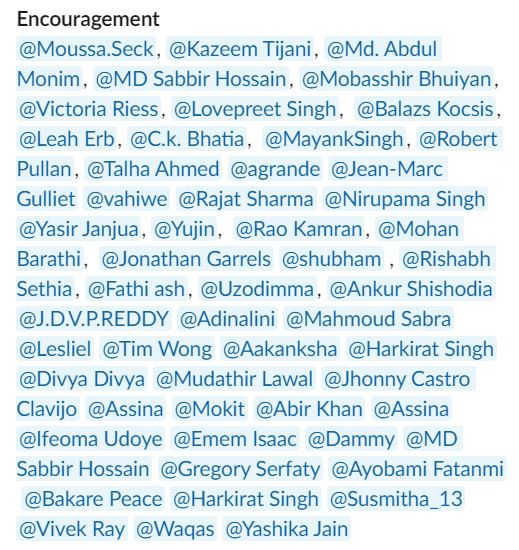 Encouragement
@Moussa.Seck, @Kazeem Tijani, @Md. Abdul
Monim, @MD Sabbir Hossain, @Mobasshir Bhuiyan,
@Victoria Riess, @Lovepreet Singh, @Balazs Kocsis,
@Leah Erb, @C.k. Bhatia, @MayankSingh, @Robert
Pullan, @Talha Ahmed @agrande @Jean-Marc
Gulliet @vahiwe @Rajat Sharma @Nirupama Singh
@Yasir Janjua, @Yujin, @Rao Kamran, @Mohan
Barathi, @Jonathan Garrels @shubham , @Rishabh
Sethia, @Fathi ash, @Uzodimma, @Ankur Shishodia
@J.D.V.P.REDDY @Adinalini @Mahmoud Sabra
@Lesliel @Tim Wong @Aakanksha @Harkirat Singh
@Divya Divya @Mudathir Lawal @Jhonny Castro
Clavijo @Assina @Mokit @Abir Khan @Assina
@Ifeoma Udoye @Emem Isaac @Dammy @MD
Sabbir Hossain @Gregory Serfaty @Ayobami Fatanmi
@Bakare Peace @Harkirat Singh @Susmitha_13
@Vivek Ray @Waqas @Yashika Jain